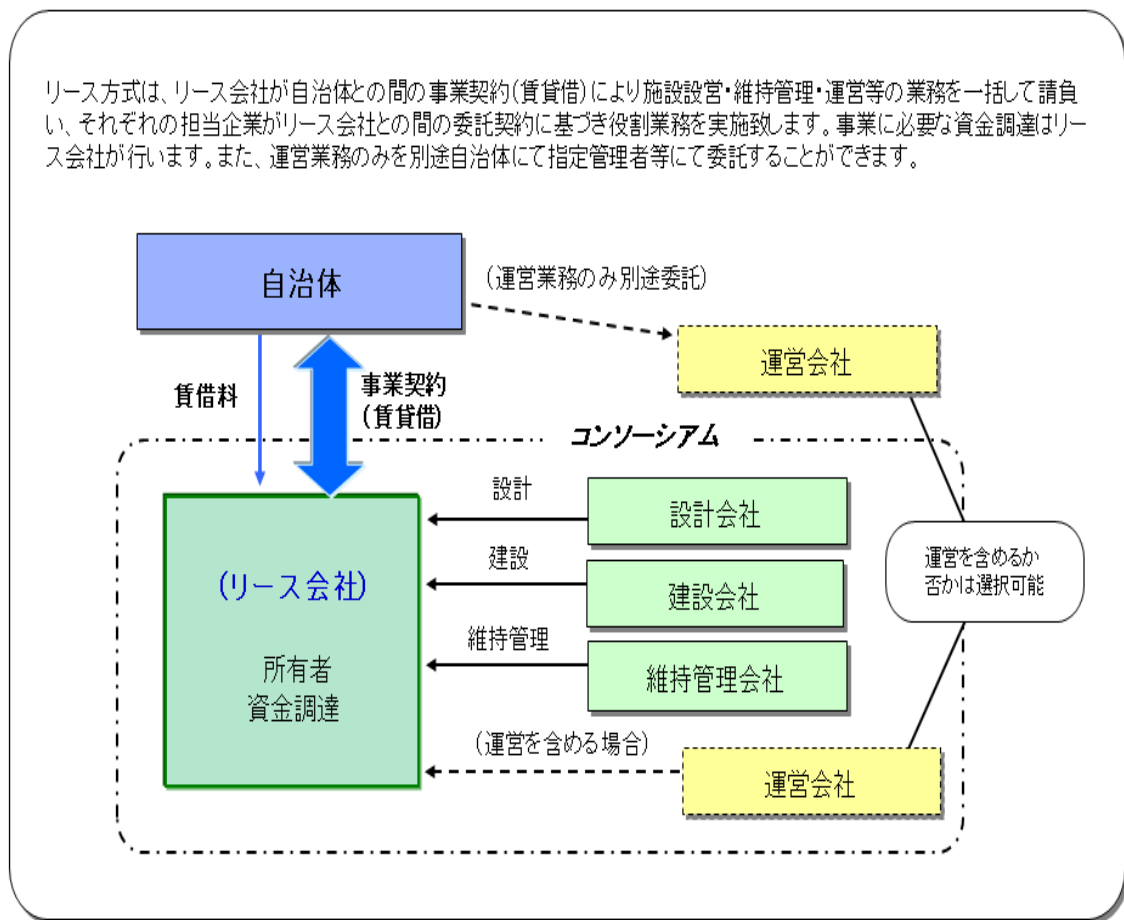 リース方式は、リース会社が自治体との間の事業契約(賃貸借)により施設設営・維持管理・運営等の業務を一括して請負
い、それぞれの担当企業がリース会社との間の委託契約に基づき役割業務を実施致します。事業に必要な資金調達はリー
ス会社が行います。また、運営業務のみを別途自治体にて指定管理者等にて委託することができます。
自治体
(運営業務のみ別途委託)
運営会社
賃借料
事業契約
(賃貸借)
コンソーシアム
設計
設計会社
(リース会社)
建設
建設会社
運営を含めるか
否かは選択可能
所有者
資金調達
維持管理
維持管理会社
(運営を含める場合)
運営会社